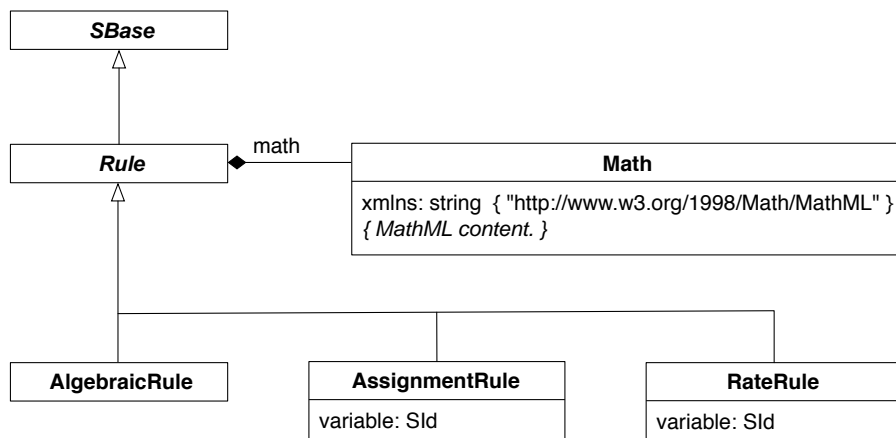 SBase
Rule
math
Math
xmlns: string { "http://www.w3.org/1998/Math/MathML" }
{ MathML content. }
AlgebraicRule
AssignmentRule
variable: SId
RateRule
variable: SId